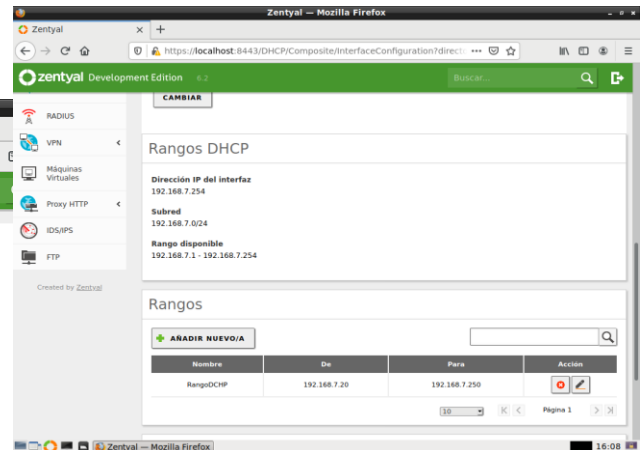 Zentyal — Mozilla Firefox
Zentyal
https://localhost:8443/DHCP/Composite/InterfaceConfiguration?direct
zentyal Development Edition 6.2
Buscar...
CAMBIAR
RADIUS
VPN
Máquinas
Virtuales
Proxy HTTP
IDS/IPS
FTP
Created by Zentyal
Rangos DHCP
Dirección IP del interfaz
192.168.7.254
Subred
192.168.7.0/24
Rango disponible
192.168.7.1 - 192.168.7.254
Rangos
AÑADIR NUEVO/A
Nombre De Para Acción
RangoDCHP 192.168.7.20 192.168.7.250
10 Página 1
Zentyal — Mozilla Firefox
16:08